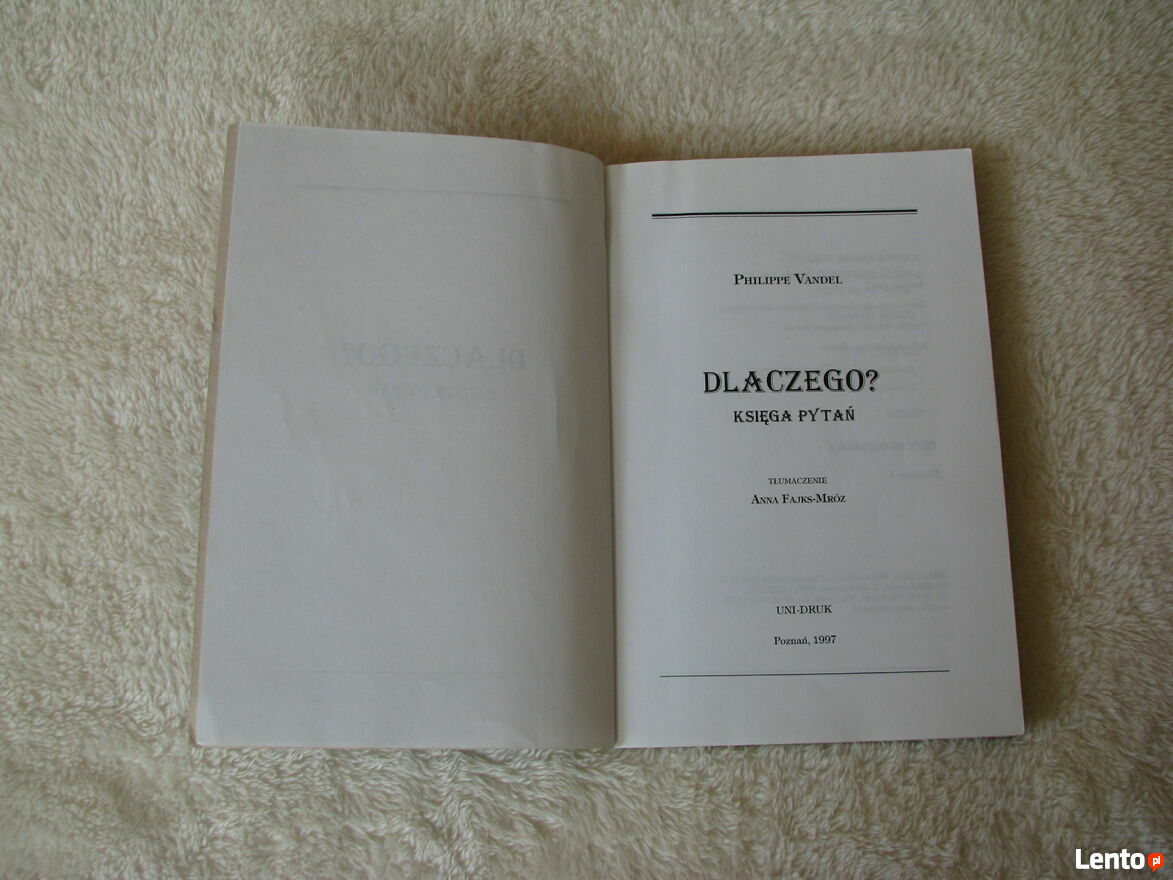 PHILIPPE VANDEL
DLACZEGO?
KSIĘGA PYTAŃ
TŁUMACZENIE
ANNA FAJKS-MRÓZ
UNI-DRUK
Poznań, 1997
Lento.pl